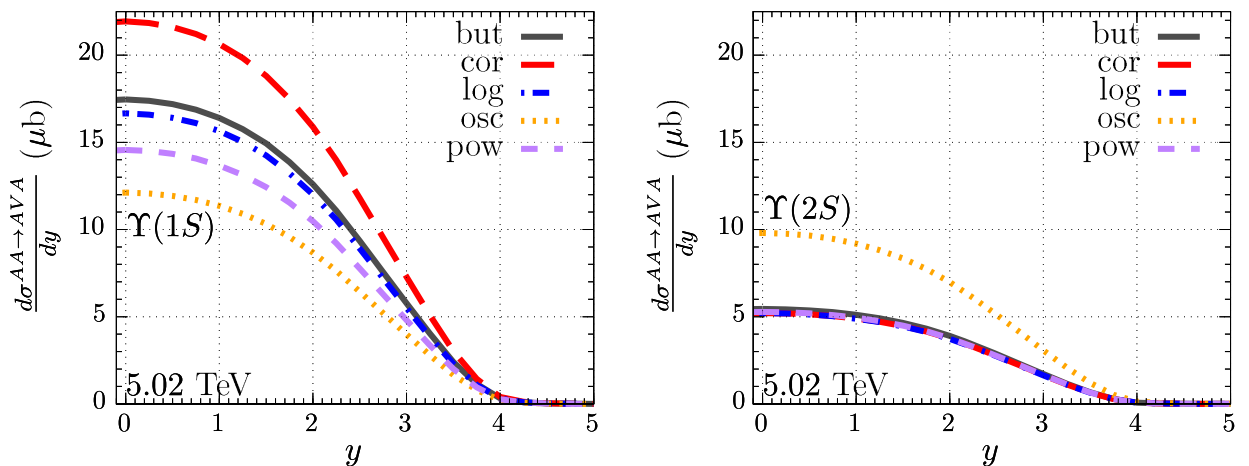 dσ^{AA→AVA}/dy (μb)
20
15
10
5
0
but
cor
log
osc
pow
Υ(1S)
5.02 TeV
0 1 2 3 4 5
y
dσ^{AA→AVA}/dy (μb)
20
15
10
5
0
but
cor
log
osc
pow
Υ(2S)
5.02 TeV
0 1 2 3 4 5
y